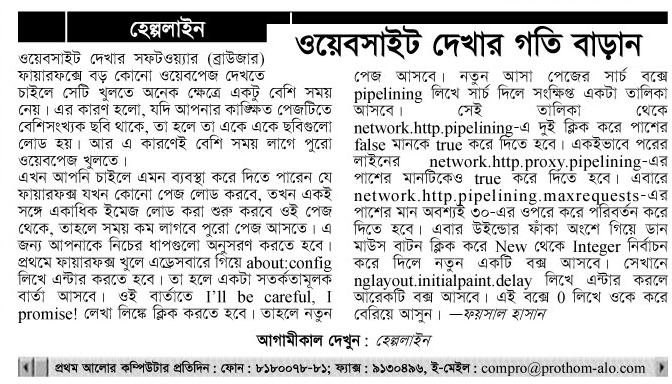 হেল্পলাইন
ওয়েবসাইট দেখার গতি বাড়ান
ওয়েবসাইট দেখার সফটওয়্যার (ব্রাউজার)
ফায়ারফক্সে বড় কোনো ওয়েবপেজ দেখতে
চাইলে সেটি খুলতে অনেক ক্ষেত্রে একটু বেশি সময়
নেয়। এর কারণ হলো, যদি আপনার কাঙ্ক্ষিত পেজটিতে
বেশিসংখ্যক ছবি থাকে, তা হলে তা একে একে ছবিগুলো
লোড হয়। আর এ কারণেই বেশি সময় লাগে পুরো
ওয়েবপেজ খুলতে।
এখন আপনি চাইলে এমন ব্যবস্থা করে দিতে পারেন যে
ফায়ারফক্স যখন কোনো পেজ লোড করবে, তখন একই
সঙ্গে একাধিক ইমেজ লোড করা শুরু করবে ওই পেজ
থেকে, তাহলে সময় কম লাগবে পুরো পেজ আসতে। এ
জন্য আপনাকে নিচের ধাপগুলো অনুসরণ করতে হবে।
প্রথমে ফায়ারফক্স খুলে এড্রেসবারে গিয়ে about:config
লিখে এন্টার করতে হবে। তা হলে একটা সতর্কতামূলক
বার্তা আসবে। ওই বার্তাতে I'll be careful, I
promise! লেখা লিঙ্কে ক্লিক করতে হবে। তাহলে নতুন
পেজ আসবে। নতুন আসা পেজের সার্চ বক্সে
pipelining লিখে সার্চ দিলে সংক্ষিপ্ত একটা তালিকা
আসবে। সেই তালিকা থেকে
network.http.pipelining-এ দুই ক্লিক করে পাশের
false মানকে true করে দিতে হবে। একইভাবে পরের
লাইনের network.http.proxy.pipelining-এর
পাশের মানটিকেও true করে দিতে হবে। এবারে
network.http.pipelining.maxrequests-এর
পাশের মান অবশ্যই ৩০-এর ওপরে করে পরিবর্তন করে
দিতে হবে। এবার উইন্ডোর ফাঁকা অংশে গিয়ে ডান
মাউস বাটন ক্লিক করে New থেকে Integer নির্বাচন
করে দিলে নতুন একটি বক্স আসবে। সেখানে
nglayout.initialpaint.delay লিখে এন্টার করলে
আরেকটি বক্স আসবে। এই বক্সে 0 লিখে ওকে করে
বেরিয়ে আসুন। —ফয়সাল হাসান
আগামীকাল দেখুন : হেল্পলাইন
প্রথম আলোর কম্পিউটার প্রতিদিন : ফোন : ৮১৮০০৭৮-৮১; ফ্যাক্স : ৯১৩০৪৯৬, ই-মেইল : compro@prothom-alo.com